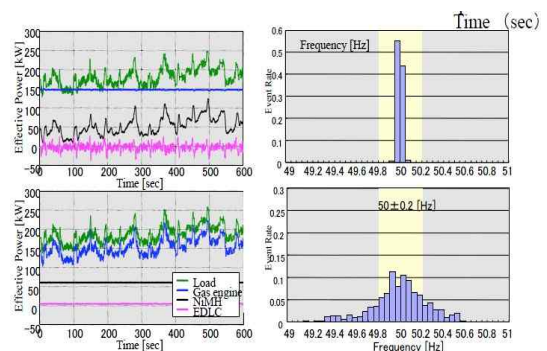 Time (sec)
Effective Power [kW]
300
250
200
150
100
50
0
-50
0 100 200 300 400 500 600
Time [sec]
Event Rate
0.6
0.5
0.4
0.3
0.2
0.1
0
Frequency [Hz]
49 49.2 49.4 49.6 49.8 50 50.2 50.4 50.6 50.8 51
Effective Power [kW]
300
250
200
150
100
50
0
-50
Load
Gas engine
NiMH
EDLC
0 100 200 300 400 500 600
Time [sec]
Event Rate
0.3
0.25
0.2
0.15
0.1
0.05
0
50±0.2 [Hz]
49 49.2 49.4 49.6 49.8 50 50.2 50.4 50.6 50.8 51
Frequency [Hz]